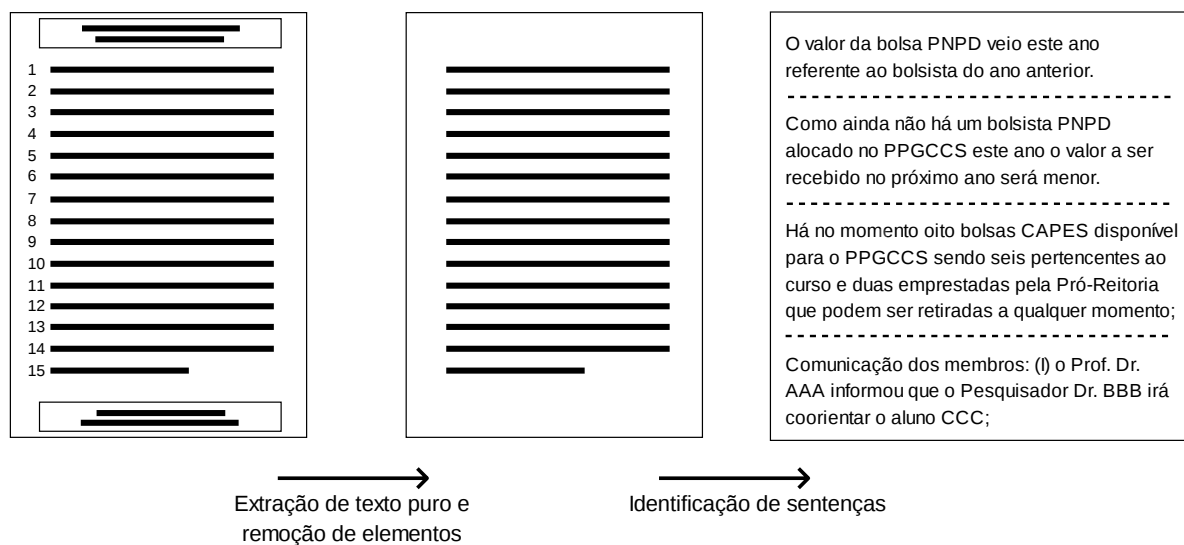 1
2
3
4
5
6
7
8
9
10
11
12
13
14
15
O valor da bolsa PNPD veio este ano
referente ao bolsista do ano anterior.
Como ainda não há um bolsista PNPD
alocado no PPGCCS este ano o valor a ser
recebido no próximo ano será menor.
Há no momento oito bolsas CAPES disponível
para o PPGCCS sendo seis pertencentes ao
curso e duas emprestadas pela Pró-Reitoria
que podem ser retiradas a qualquer momento;
Comunicação dos membros: (I) o Prof. Dr.
AAA informou que o Pesquisador Dr. BBB irá
coorientar o aluno CCC;
Extração de texto puro e
remoção de elementos
Identificação de sentenças